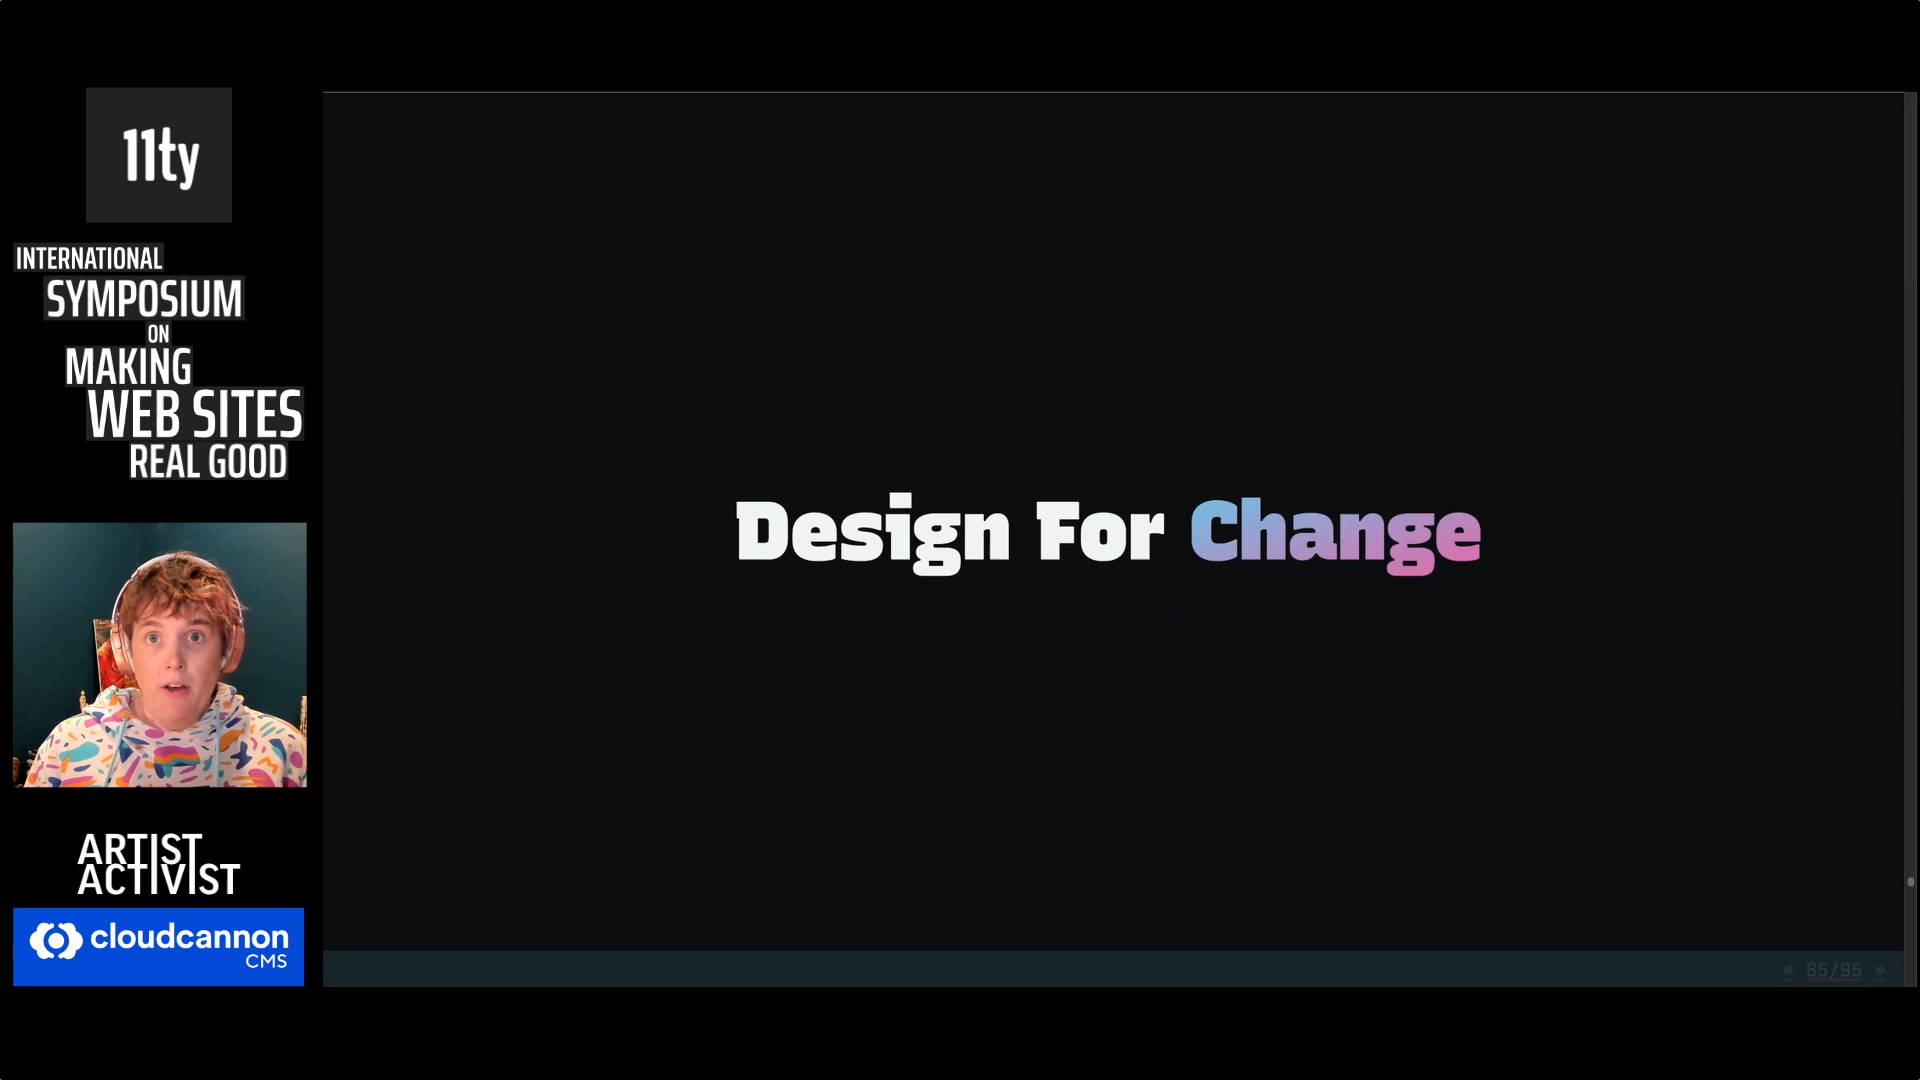 11ty
INTERNATIONAL
SYMPOSIUM
ON
MAKING
WEB SITES
REAL GOOD
Design For Change
ARTIST
ACTIVIST
cloudcannon
CMS
« 85/95 »